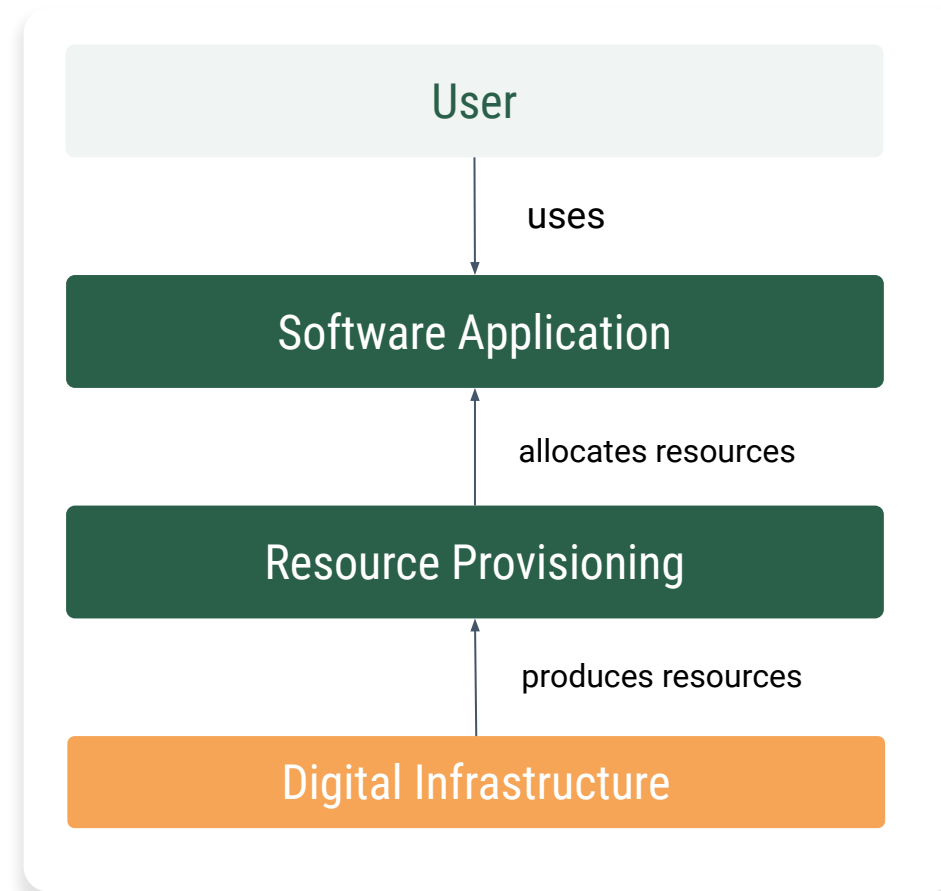 User
uses
Software Application
allocates resources
Resource Provisioning
produces resources
Digital Infrastructure